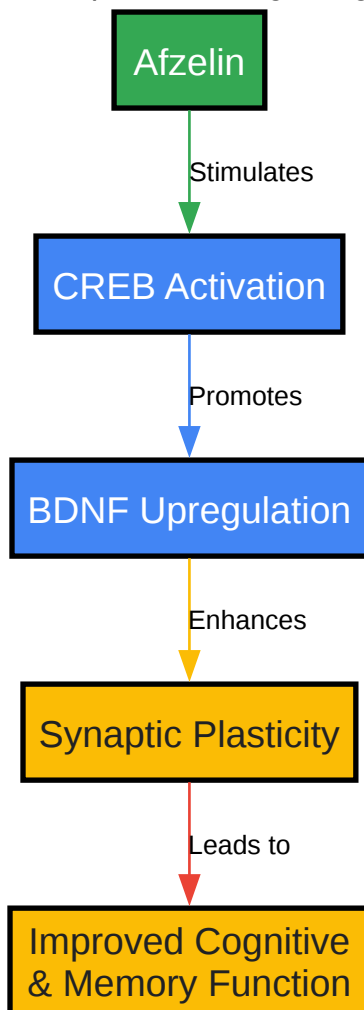 Afzelin
Stimulates
CREB Activation
Promotes
BDNF Upregulation
Enhances
Synaptic Plasticity
Leads to
Improved Cognitive
& Memory Function